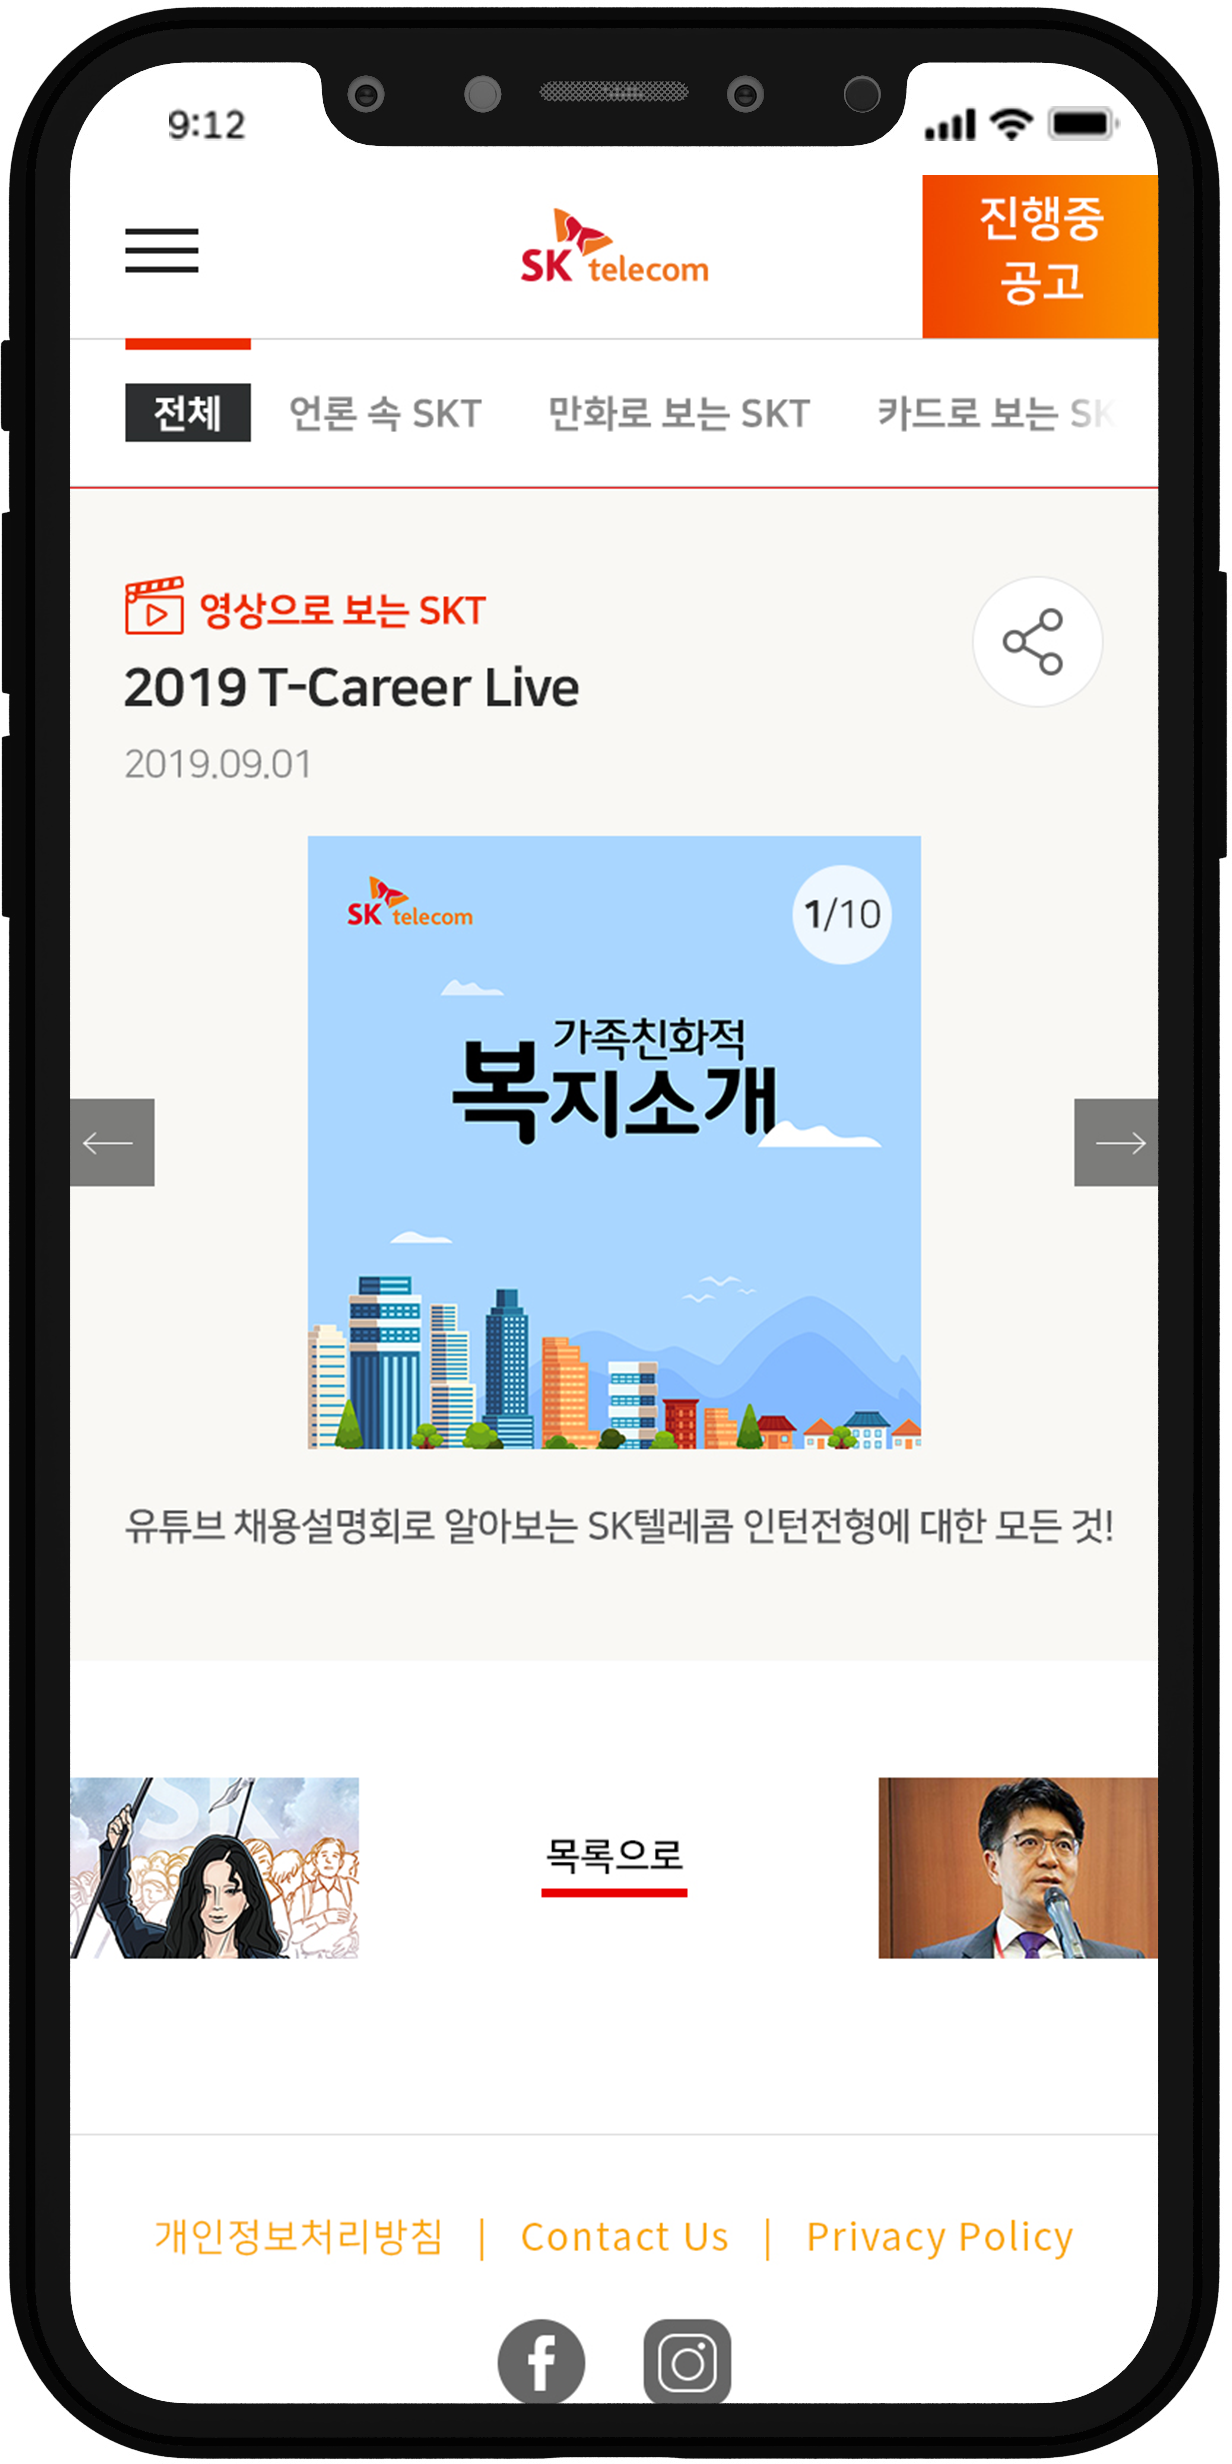 9:12
SK telecom
진행중
공고
전체 언론 속 SKT 만화로 보는 SKT 카드로 보는 SK
영상으로 보는 SKT
2019 T-Career Live
2019.09.01
SK telecom
1/10
가족친화적
복지소개
유튜브 채용설명회로 알아보는 SK텔레콤 인턴전형에 대한 모든 것!
SK
목록으로
개인정보처리방침 | Contact Us | Privacy Policy